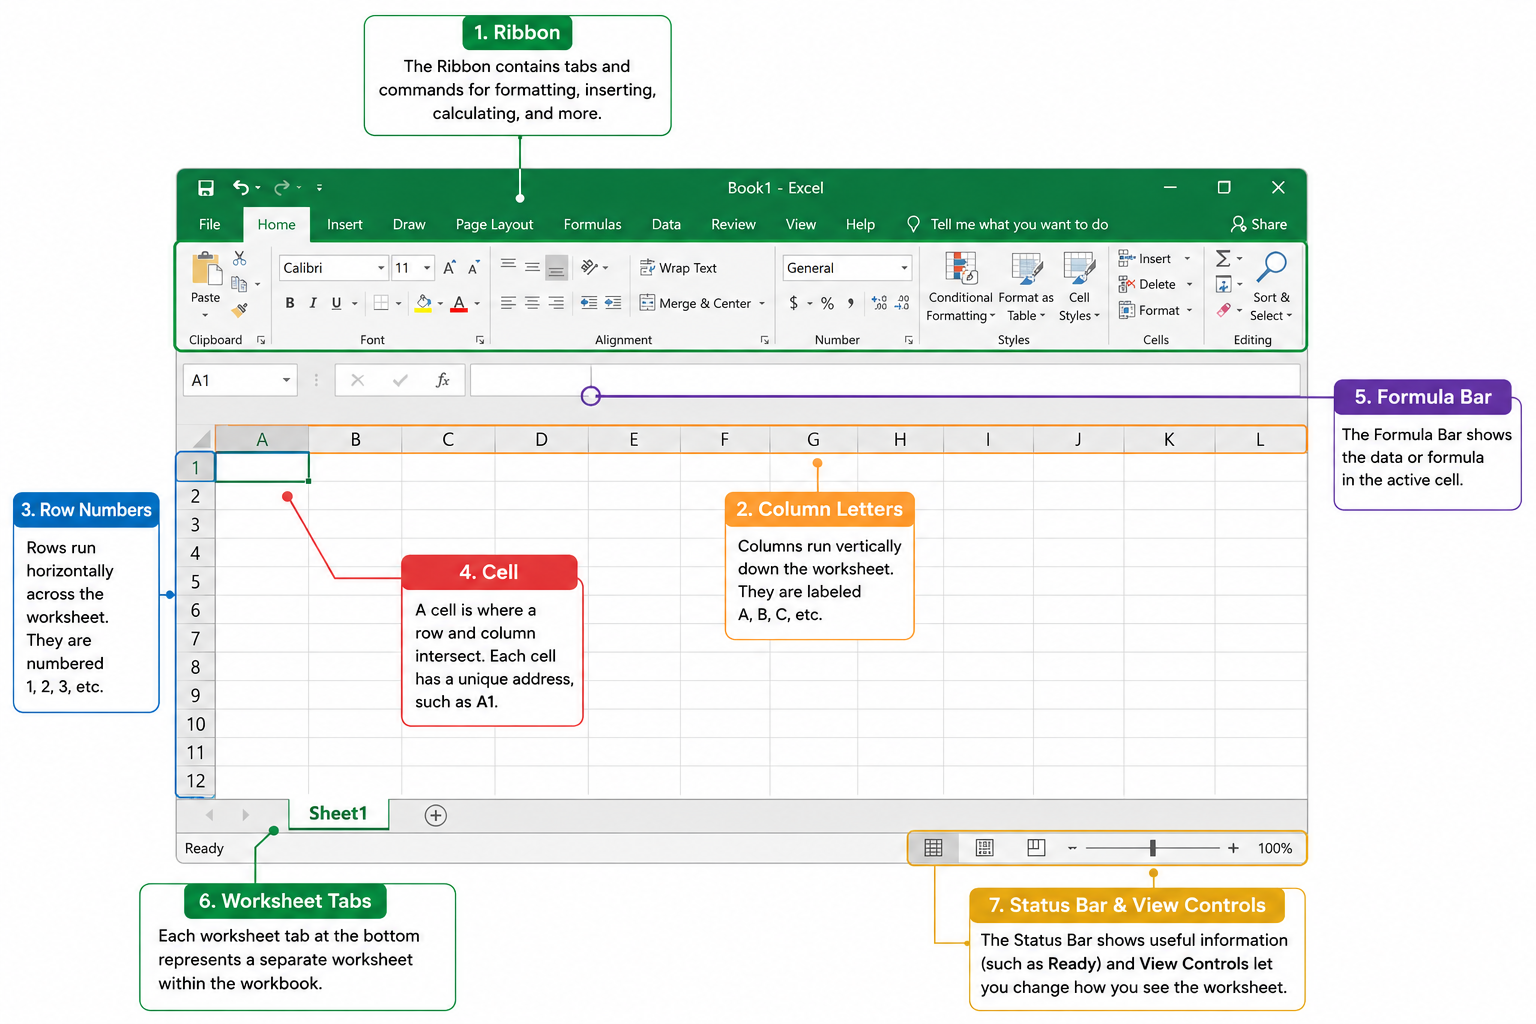 1. Ribbon
The Ribbon contains tabs and
commands for formatting, inserting,
calculating, and more.
Book1 - Excel
File Home Insert Draw Page Layout Formulas Data Review View Help Tell me what you want to do Share
Paste
Clipboard
Calibri 11 A A
B I U A
Font
Wrap Text
Merge & Center
Alignment
General
$ % ,
Number
Conditional
Formatting
Format as
Table
Cell
Styles
Styles
Insert
Delete
Format
Cells
Σ
Sort &
Select
Editing
A1 fx
5. Formula Bar
The Formula Bar shows
the data or formula
in the active cell.
A B C D E F G H I J K L
1
2
3
4
5
6
7
8
9
10
11
12
3. Row Numbers
Rows run
horizontally
across the
worksheet.
They are
numbered
1, 2, 3, etc.
4. Cell
A cell is where a
row and column
intersect. Each cell
has a unique address,
such as A1.
2. Column Letters
Columns run vertically
down the worksheet.
They are labeled
A, B, C, etc.
Sheet1
Ready
100%
6. Worksheet Tabs
Each worksheet tab at the bottom
represents a separate worksheet
within the workbook.
7. Status Bar & View Controls
The Status Bar shows useful information
(such as Ready) and View Controls let
you change how you see the worksheet.